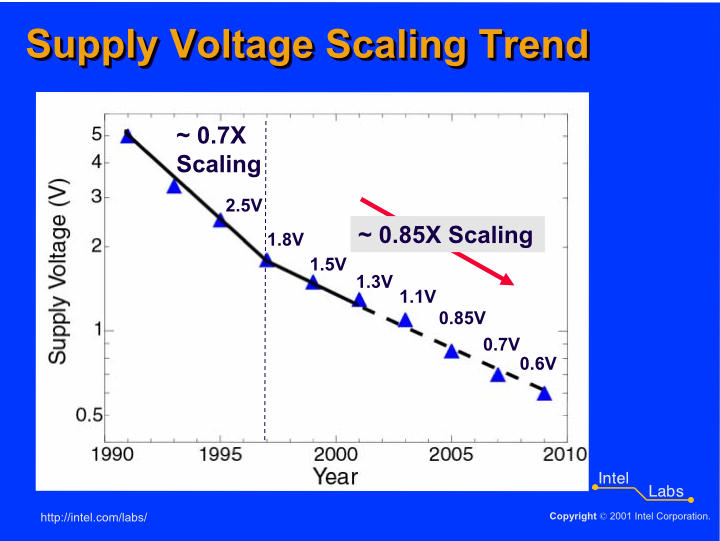 Supply Voltage Scaling Trend
~ 0.7X
Scaling
5
4
3
2
1
0.5
Supply Voltage (V)
2.5V
1.8V
1.5V
1.3V
1.1V
0.85V
0.7V
0.6V
~ 0.85X Scaling
1990 1995 2000 2005 2010
Year
Intel
Labs
http://intel.com/labs/
Copyright © 2001 Intel Corporation.